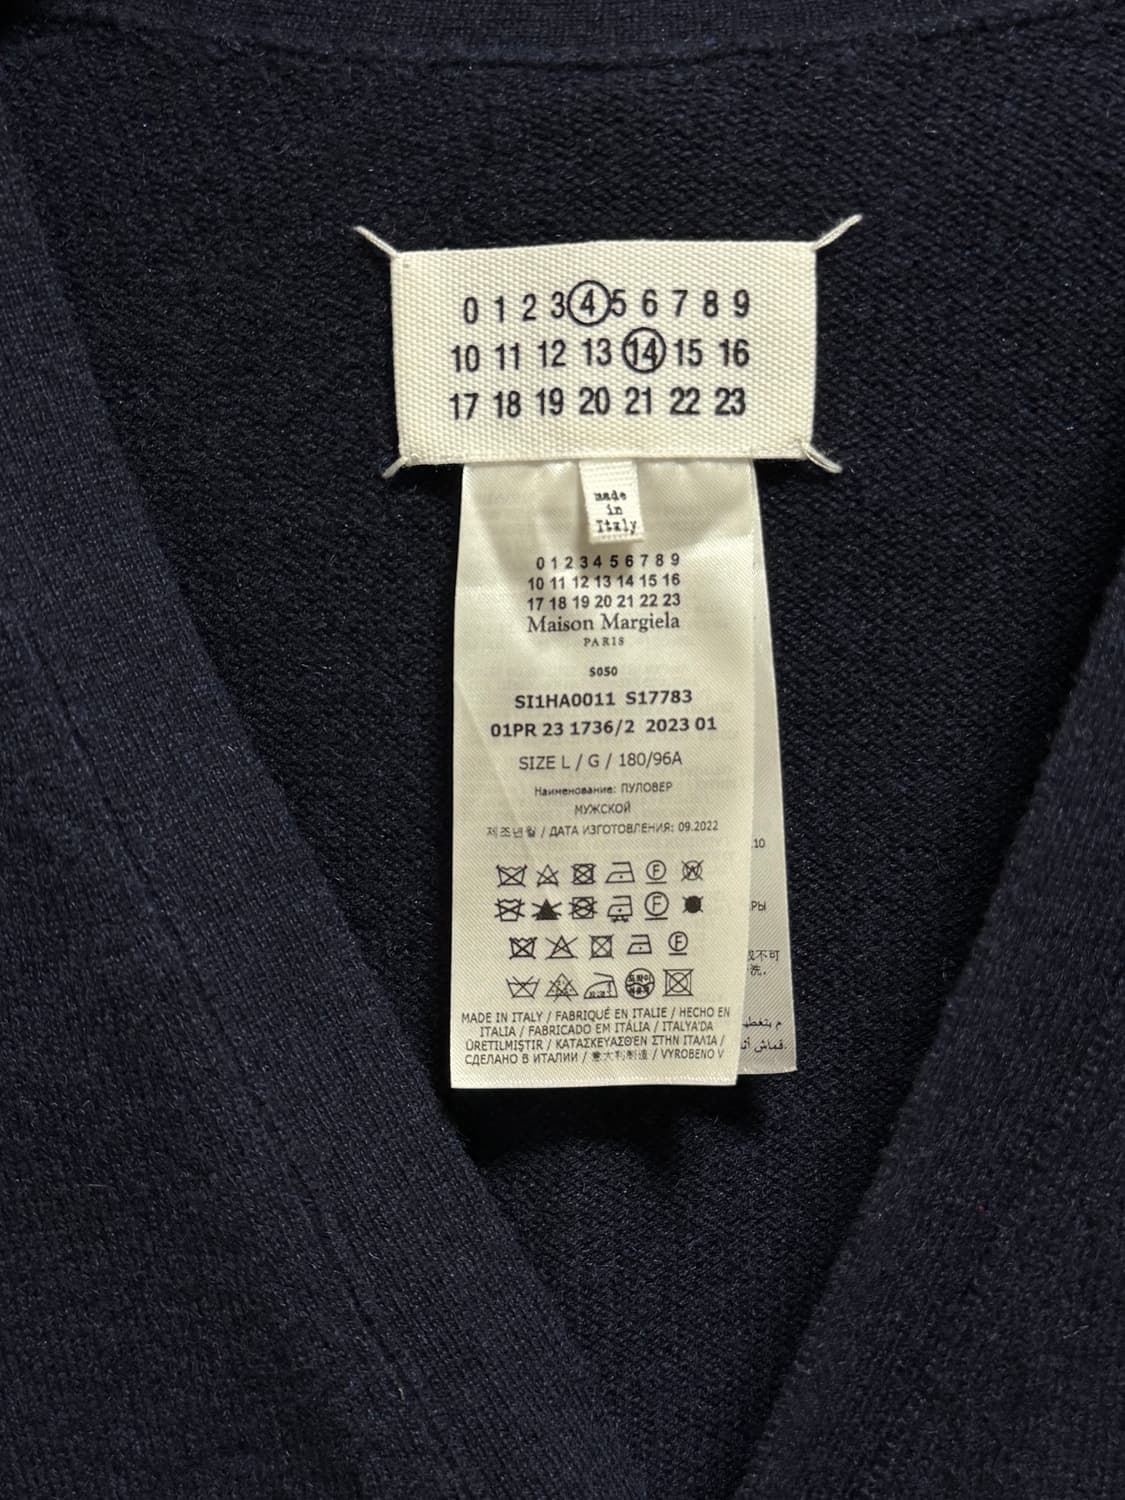 0 1 2 3 4 5 6 7 8 9
10 11 12 13 14 15 16
17 18 19 20 21 22 23
made
in
Italy
0 1 2 3 4 5 6 7 8 9
10 11 12 13 14 15 16
17 18 19 20 21 22 23
Maison Margiela
PARIS
S050
SI1HA0011 S17783
01PR 23 1736/2 2023 01
SIZE L / G / 180/96A
Наименование: ПУЛОВЕР
МУЖСКОЙ
제조년월 / ДАТА ИЗГОТОВЛЕНИЯ: 09.2022
F W
F
F
MADE IN ITALY / FABRIQUÉ EN ITALIE / HECHO EN
ITALIA / FABRICADO EM ITÁLIA / ITALYA'DA
ÜRETILMIŞTIR / ΚΑΤΑΣΚΕΥΑΣΘΕΝ ΣΤΗΝ ΙΤΑΛΙΑ /
СДЕЛАНО В ИТАЛИИ / 意大利制造 / VYROBENO V
.10
РЫ
不可
洗.